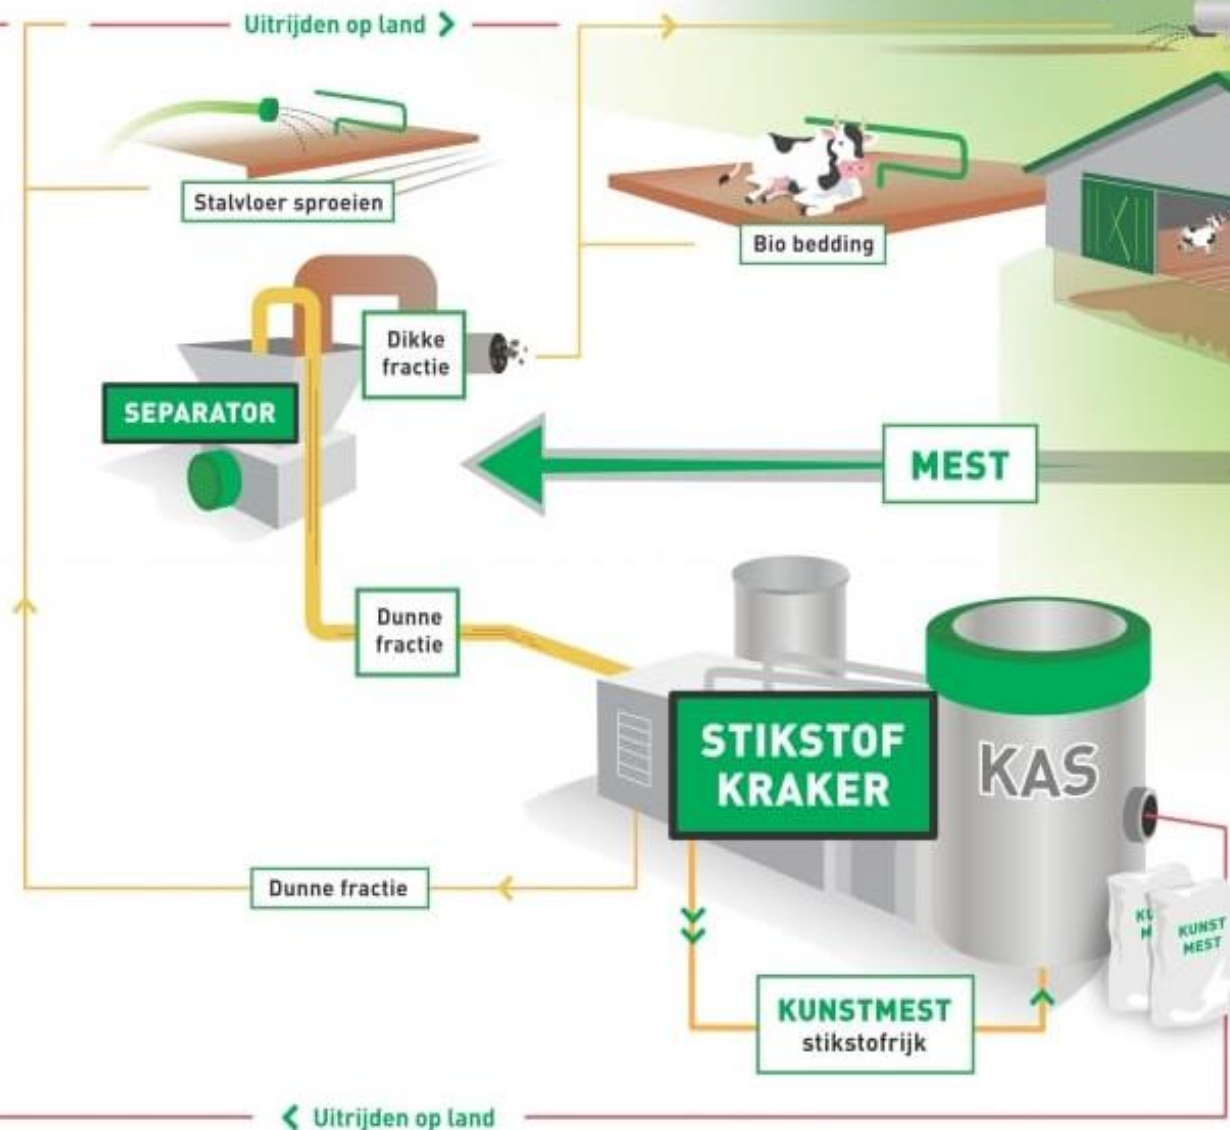 Uitrijden op land
Stalvloer sproeien
Bio bedding
Dikke
fractie
SEPARATOR
MEST
Dunne
fractie
STIKSTOF
KRAKER
KAS
Dunne fractie
KUNST
MEST
KUNSTMEST
stikstofrijk
Uitrijden op land